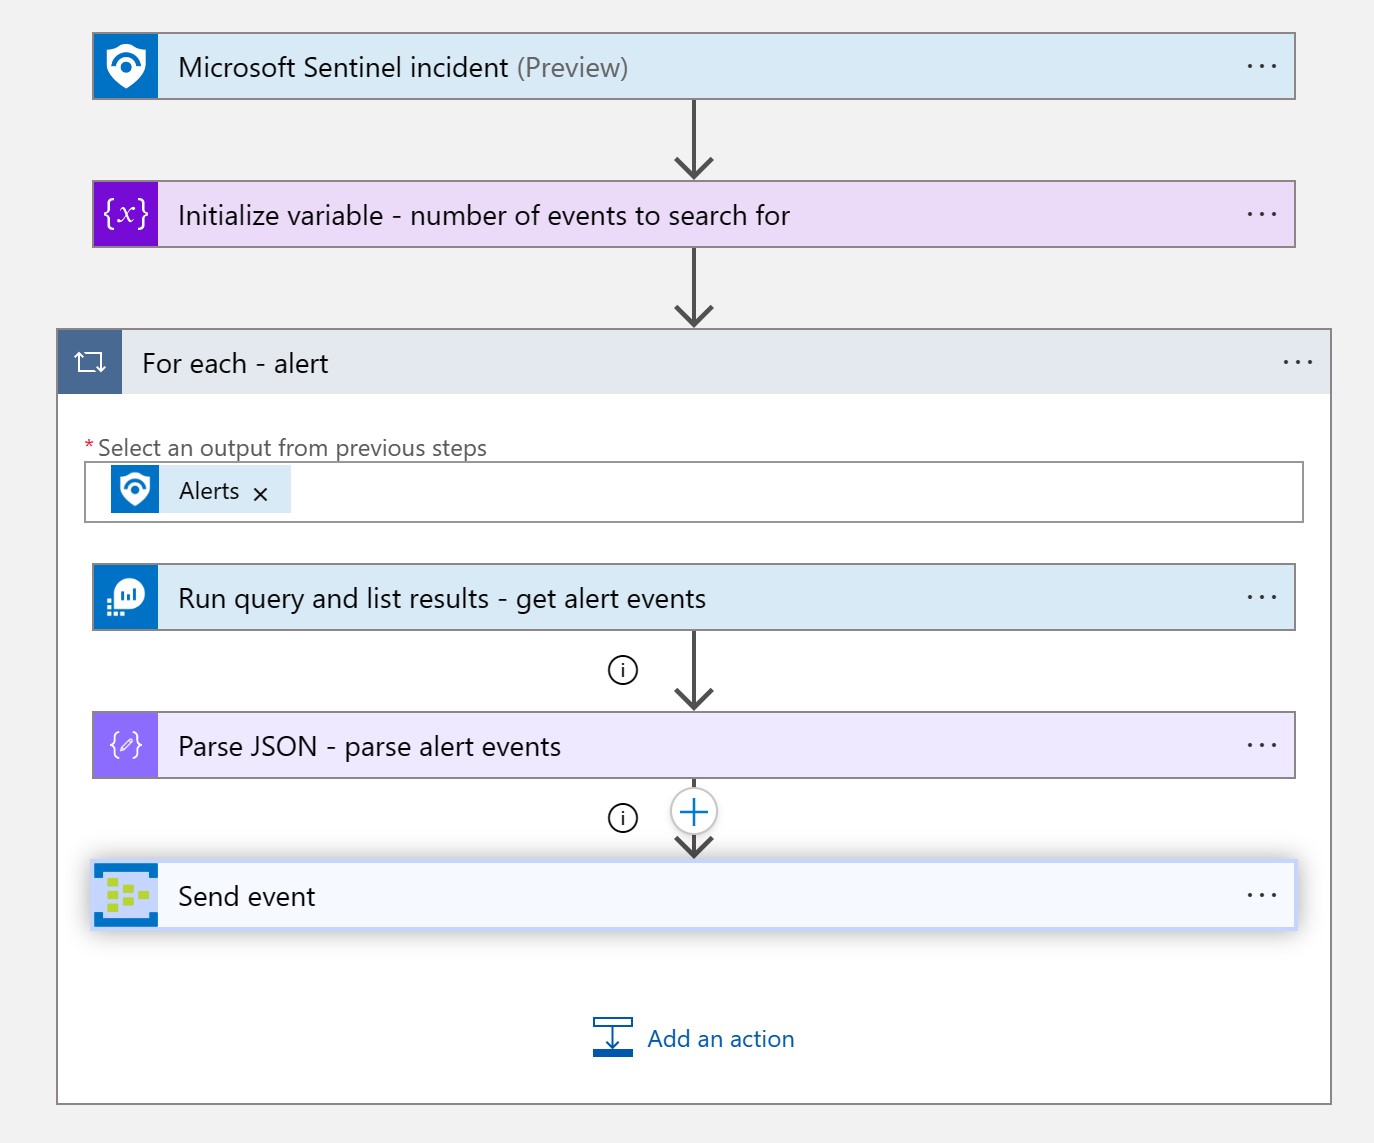 Microsoft Sentinel incident (Preview)
{x} Initialize variable - number of events to search for
For each - alert
* Select an output from previous steps
Alerts ×
Run query and list results - get alert events
i
Parse JSON - parse alert events
i
Send event
Add an action